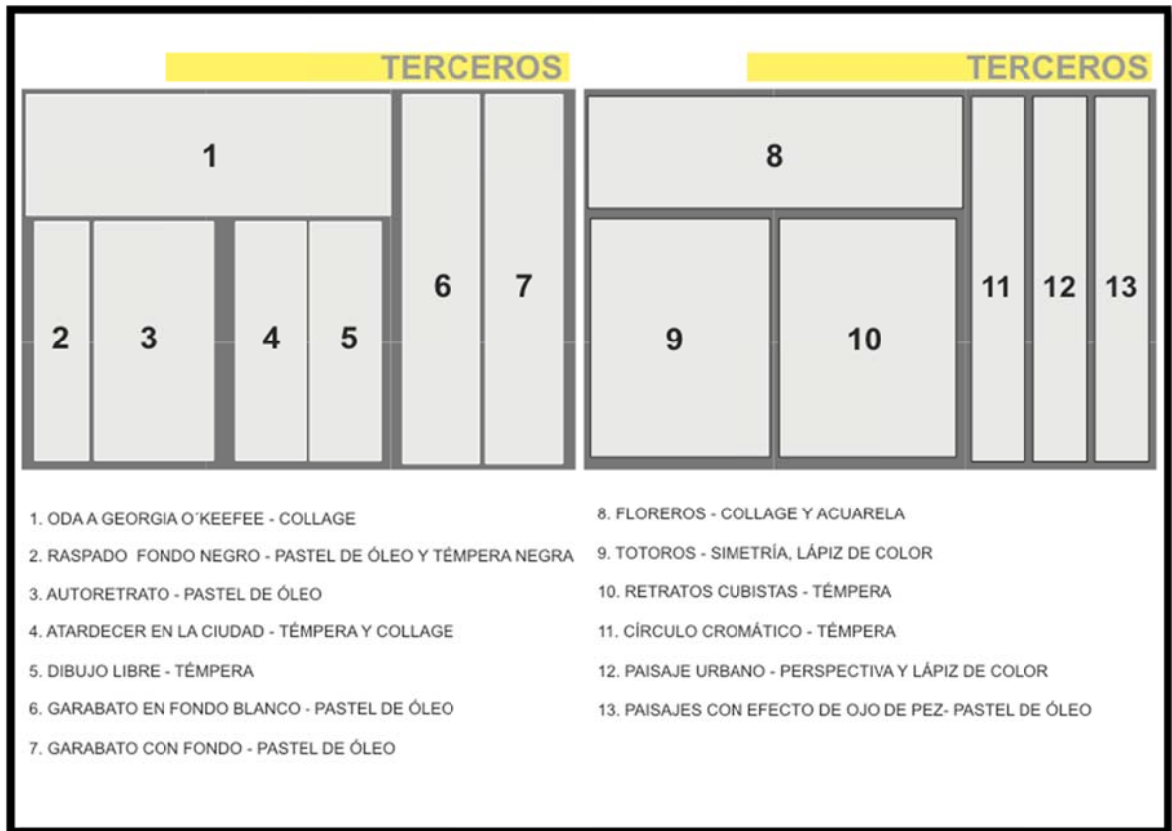 TERCEROS
1
2
3
4
5
6
7
1. ODA A GEORGIA O´KEEFEE - COLLAGE
2. RASPADO FONDO NEGRO - PASTEL DE ÓLEO Y TÉMPERA NEGRA
3. AUTORETRATO - PASTEL DE ÓLEO
4. ATARDECER EN LA CIUDAD - TÉMPERA Y COLLAGE
5. DIBUJO LIBRE - TÉMPERA
6. GARABATO EN FONDO BLANCO - PASTEL DE ÓLEO
7. GARABATO CON FONDO - PASTEL DE ÓLEO
TERCEROS
8
9
10
11
12
13
8. FLOREROS - COLLAGE Y ACUARELA
9. TOTOROS - SIMETRÍA, LÁPIZ DE COLOR
10. RETRATOS CUBISTAS - TÉMPERA
11. CÍRCULO CROMÁTICO - TÉMPERA
12. PAISAJE URBANO - PERSPECTIVA Y LÁPIZ DE COLOR
13. PAISAJES CON EFECTO DE OJO DE PEZ- PASTEL DE ÓLEO